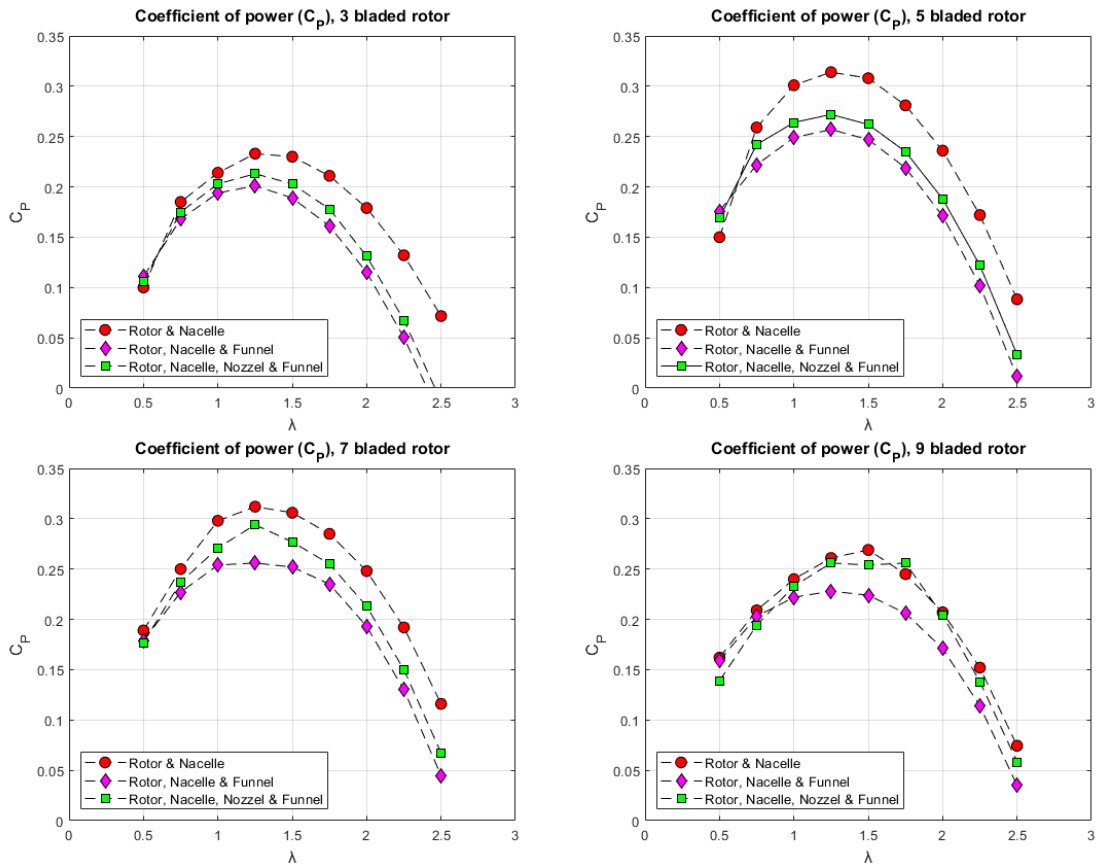 Coefficient of power (C_P), 3 bladed rotor
0.35
0.3
0.25
0.2
0.15
0.1
0.05
0
C_P
Rotor & Nacelle
Rotor, Nacelle & Funnel
Rotor, Nacelle, Nozzel & Funnel
0 0.5 1 1.5 2 2.5 3
λ
Coefficient of power (C_P), 5 bladed rotor
0.35
0.3
0.25
0.2
0.15
0.1
0.05
0
C_P
Rotor & Nacelle
Rotor, Nacelle & Funnel
Rotor, Nacelle, Nozzel & Funnel
0 0.5 1 1.5 2 2.5 3
λ
Coefficient of power (C_P), 7 bladed rotor
0.35
0.3
0.25
0.2
0.15
0.1
0.05
0
C_P
Rotor & Nacelle
Rotor, Nacelle & Funnel
Rotor, Nacelle, Nozzel & Funnel
0 0.5 1 1.5 2 2.5 3
λ
Coefficient of power (C_P), 9 bladed rotor
0.35
0.3
0.25
0.2
0.15
0.1
0.05
0
C_P
Rotor & Nacelle
Rotor, Nacelle & Funnel
Rotor, Nacelle, Nozzel & Funnel
0 0.5 1 1.5 2 2.5 3
λ